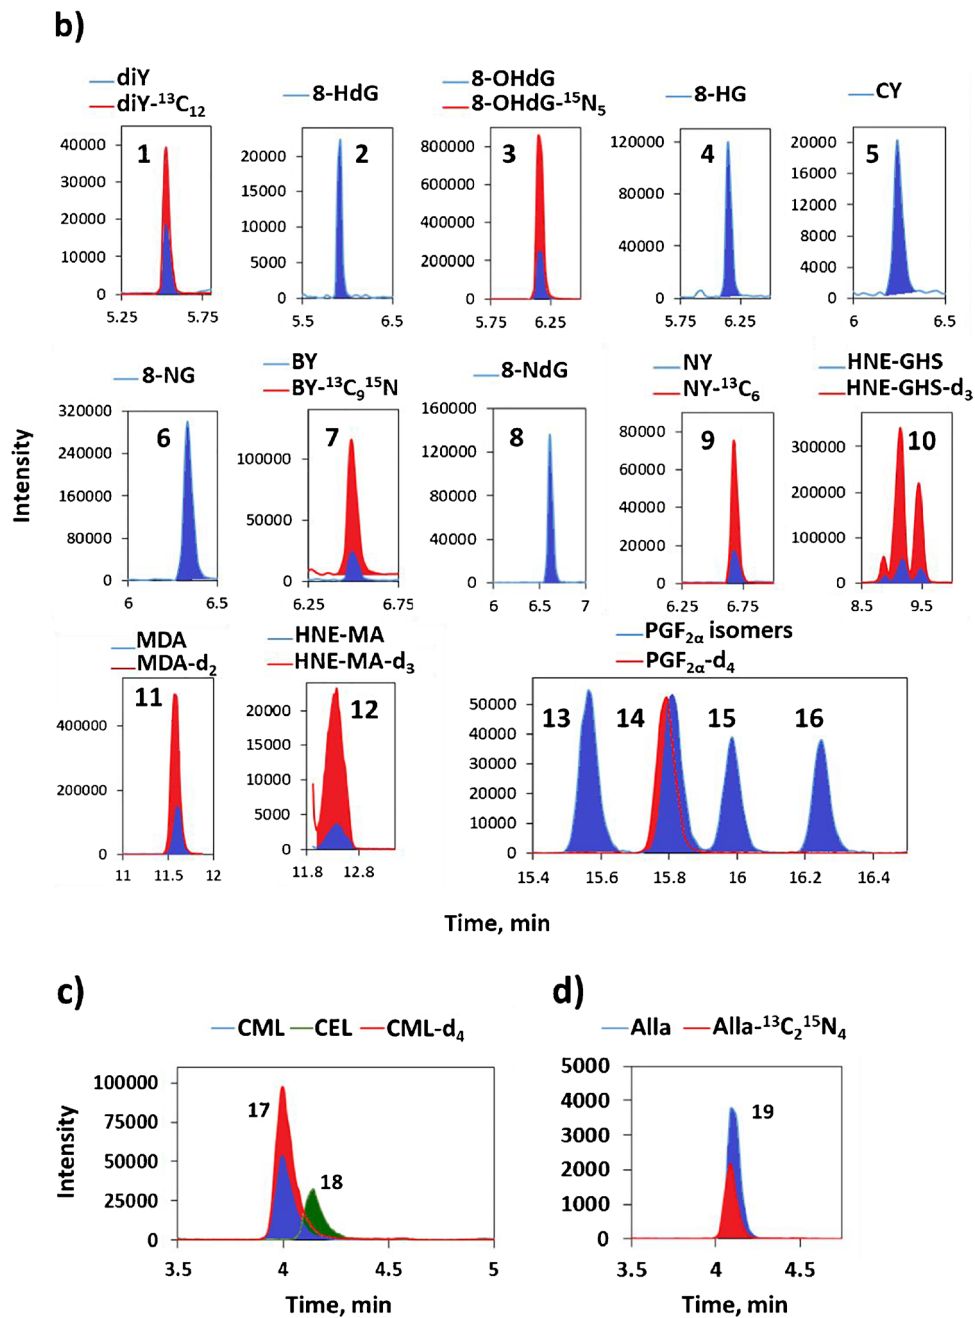 b)
diY
diY-¹³C₁₂
8-HdG
8-OHdG
8-OHdG-¹⁵N₅
8-HG
CY
40000
30000
20000
10000
0
1
5.25 5.75
20000
15000
10000
5000
0
2
5.5 6.5
800000
600000
400000
200000
0
3
5.75 6.25
120000
80000
40000
0
4
5.75 6.25
20000
16000
12000
8000
4000
0
5
6 6.5
Intensity
8-NG
BY
BY-¹³C₉¹⁵N
8-NdG
NY
NY-¹³C₆
HNE-GHS
HNE-GHS-d₃
320000
240000
160000
80000
0
6
6 6.5
100000
50000
0
7
6.25 6.75
160000
120000
80000
40000
0
8
6 6.5 7
80000
60000
40000
20000
0
9
6.25 6.75
300000
200000
100000
0
10
8.5 9.5
MDA
MDA-d₂
HNE-MA
HNE-MA-d₃
PGF₂α isomers
PGF₂α-d₄
400000
200000
0
11
11 11.5 12
20000
15000
10000
5000
0
12
11.8 12.8
50000
40000
30000
20000
10000
0
13 14 15 16
15.4 15.6 15.8 16 16.2 16.4
Time, min
c)
CML CEL CML-d₄
100000
75000
50000
25000
0
17
18
3.5 4 4.5 5
Intensity
Time, min
d)
Alla Alla-¹³C₂¹⁵N₄
5000
4000
3000
2000
1000
0
19
3.5 4 4.5
Time, min